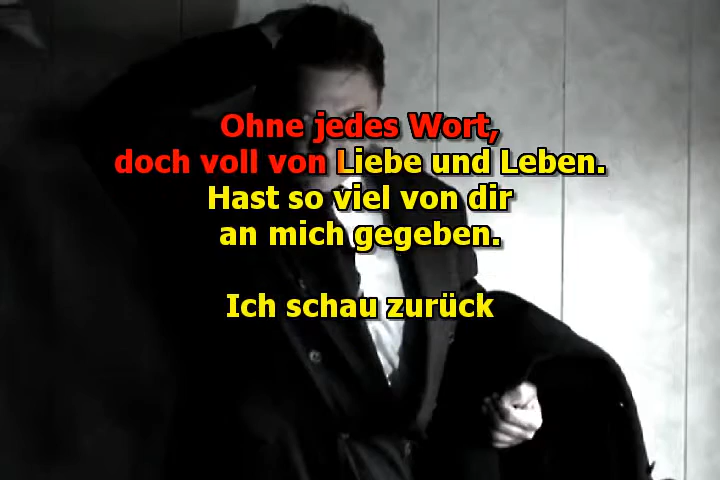 Ohne jedes Wort,
doch voll von Liebe und Leben.
Hast so viel von dir
an mich gegeben.
Ich schau zurück